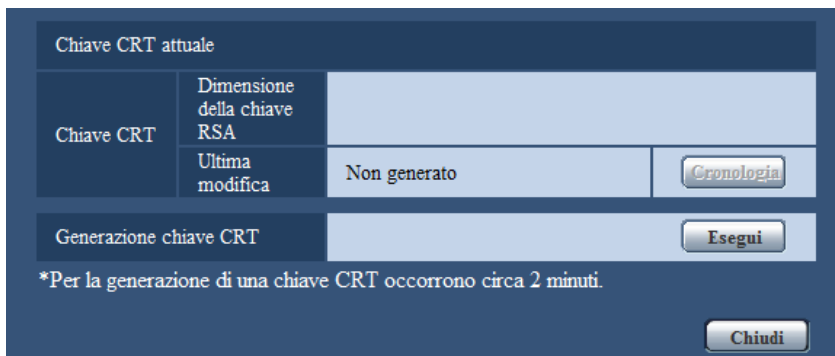 Chiave CRT attuale
Chiave CRT
Dimensione
della chiave
RSA
Ultima
modifica
Non generato
Cronologia
Generazione chiave CRT
Esegui
*Per la generazione di una chiave CRT occorrono circa 2 minuti.
Chiudi